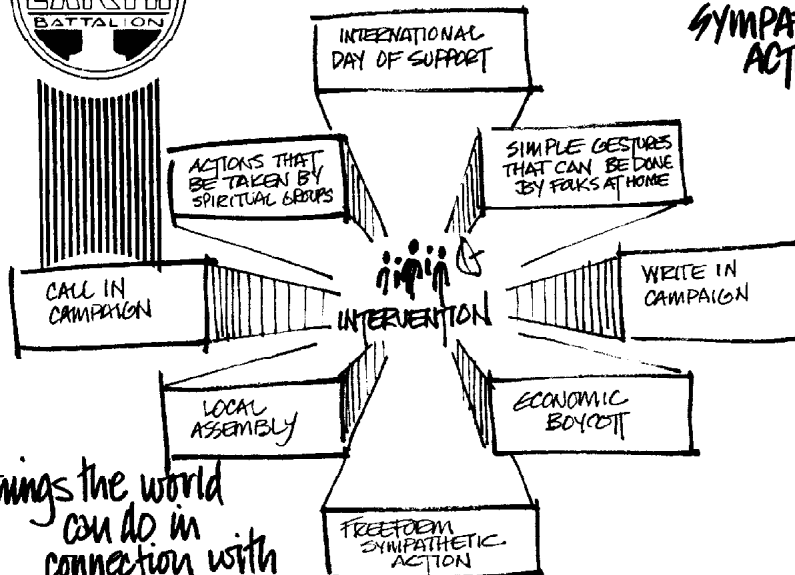 EARTH
BATTALION
SYMPA
ACT
INTERNATIONAL
DAY OF SUPPORT
ACTIONS THAT
BE TAKEN BY
SPIRITUAL GROUPS
SIMPLE GESTURES
THAT CAN BE DONE
BY FOLKS AT HOME
CALL IN
CAMPAIGN
INTERVENTION
WRITE IN
CAMPAIGN
LOCAL
ASSEMBLY
ECONOMIC
BOYCOTT
FREEFORM
SYMPATHETIC
ACTION
the world
can do in
connection with